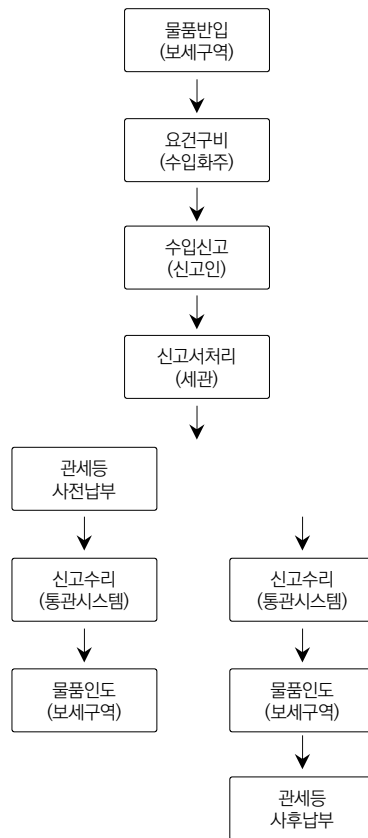 물품반입
(보세구역)
요건구비
(수입화주)
수입신고
(신고인)
신고서처리
(세관)
관세등
사전납부
신고수리
(통관시스템)
물품인도
(보세구역)
신고수리
(통관시스템)
물품인도
(보세구역)
관세등
사후납부